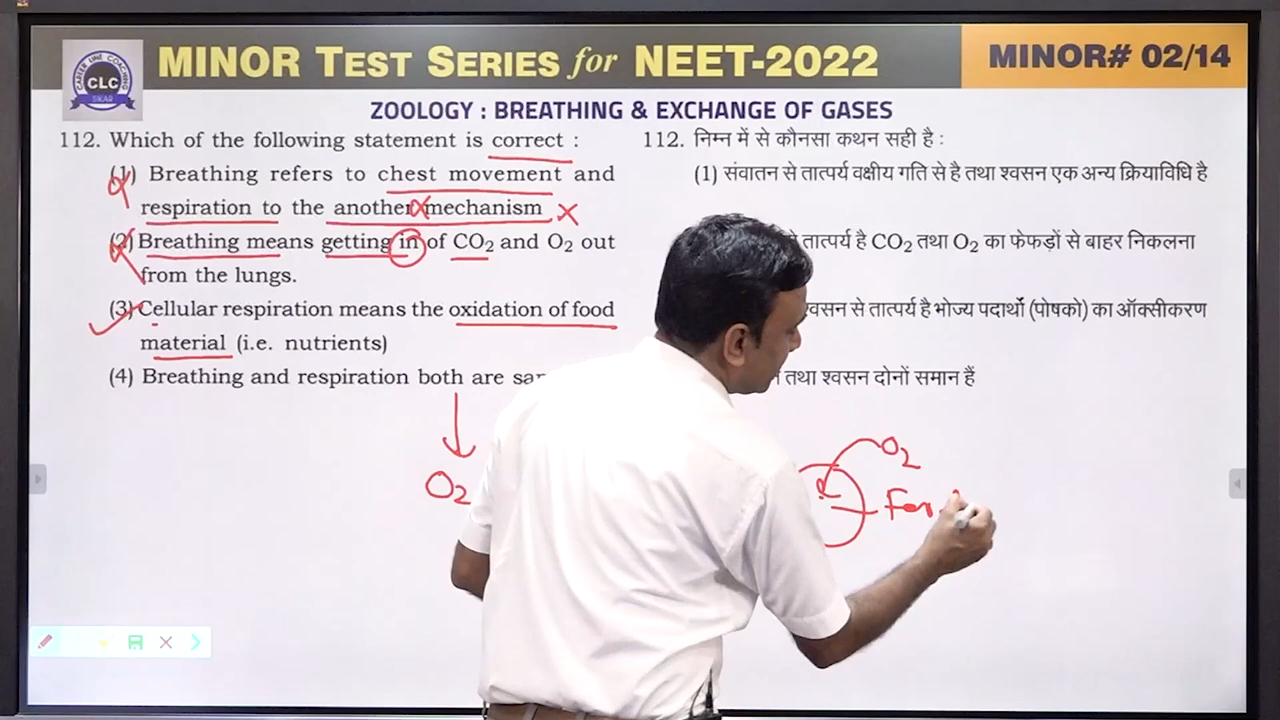 MINOR TEST SERIES for NEET-2022
MINOR# 02/14
CAREER LINE COACHING
CLC
SIKAR
ZOOLOGY : BREATHING & EXCHANGE OF GASES
112. Which of the following statement is correct :
(1) Breathing refers to chest movement and
respiration to the another mechanism
(2) Breathing means getting in of CO2 and O2 out
from the lungs.
(3) Cellular respiration means the oxidation of food
material (i.e. nutrients)
(4) Breathing and respiration both are
O2
112. निम्न में से कौनसा कथन सही है :
(1) संवातन से तात्पर्य वक्षीय गति से है तथा श्वसन एक अन्य क्रियाविधि है
तात्पर्य है CO2 तथा O2 का फेफड़ों से बाहर निकलना
से तात्पर्य है भोज्य पदार्थों (पोषको) का ऑक्सीकरण
तथा श्वसन दोनों समान हैं
O2